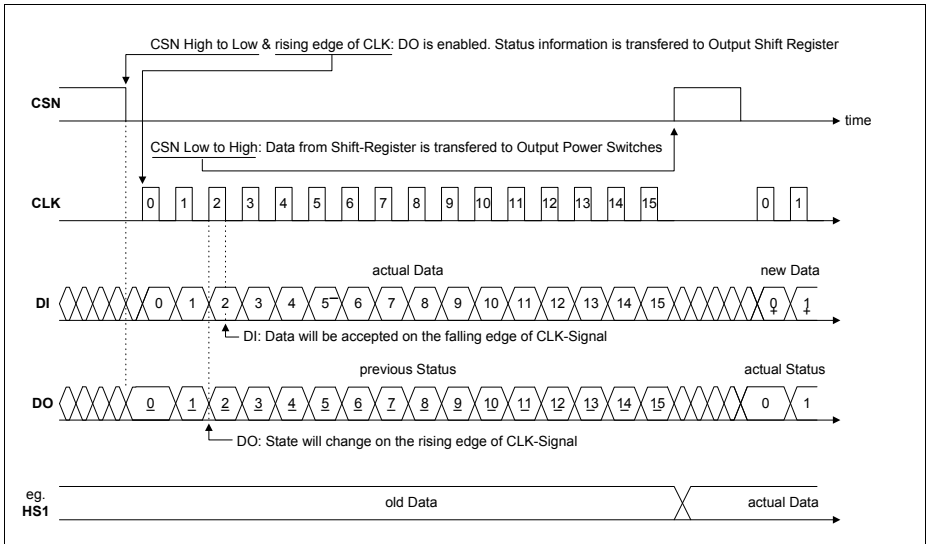 CSN High to Low & rising edge of CLK: DO is enabled. Status information is transfered to Output Shift Register
CSN
time
CSN Low to High: Data from Shift-Register is transfered to Output Power Switches
CLK 0 1 2 3 4 5 6 7 8 9 10 11 12 13 14 15 0 1
actual Data new Data
DI 0 1 2 3 4 5 6 7 8 9 10 11 12 13 14 15 0 1
DI: Data will be accepted on the falling edge of CLK-Signal
previous Status actual Status
DO 0 1 2 3 4 5 6 7 8 9 10 11 12 13 14 15 0 1
DO: State will change on the rising edge of CLK-Signal
eg.
HS1 old Data actual Data